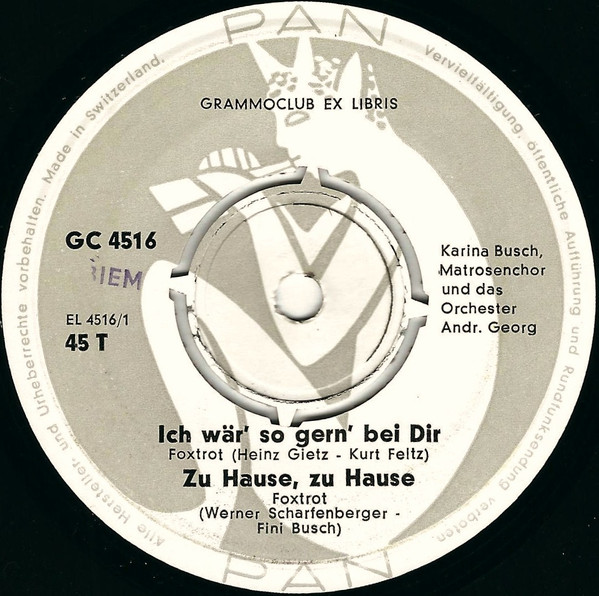 PAN
GRAMMOCLUB EX LIBRIS
GC 4516
BIEM
EL 4516/1
45 T
Karina Busch,
Matrosenchor
und das
Orchester
Andr. Georg
Ich wär' so gern' bei Dir
Foxtrot (Heinz Gietz - Kurt Feltz)
Zu Hause, zu Hause
Foxtrot
(Werner Scharfenberger -
Fini Busch)
PAN
Alle Hersteller- und Urheberrechte vorbehalten. Made in Switzerland.
Vervielfältigung, öffentliche Aufführung und Rundfunksendung verboten.